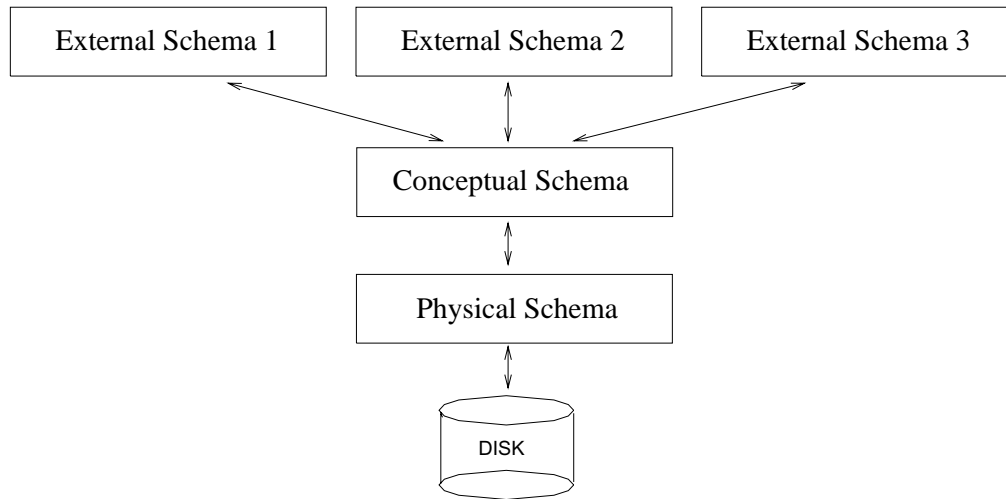 External Schema 1
External Schema 2
External Schema 3
Conceptual Schema
Physical Schema
DISK